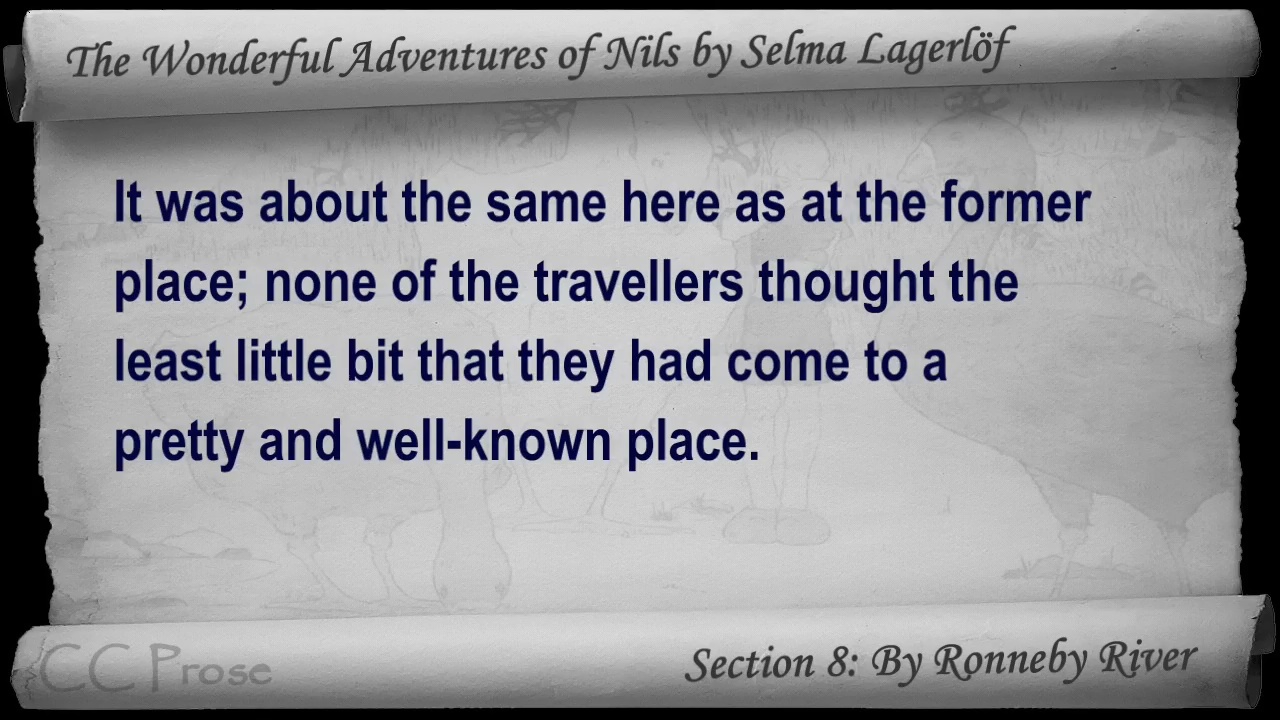 The Wonderful Adventures of Nils by Selma Lagerlöf
It was about the same here as at the former
place; none of the travellers thought the
least little bit that they had come to a
pretty and well-known place.
CC Prose
Section 8: By Ronneby River